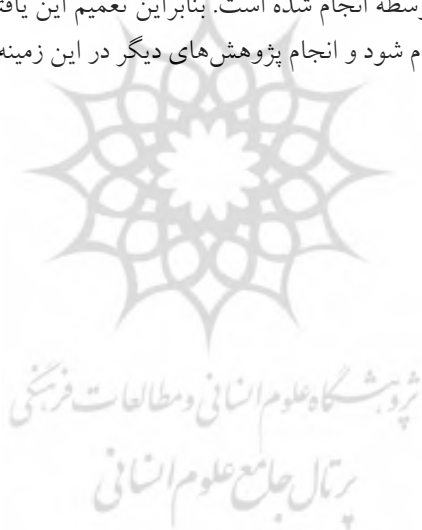 وسطه انجام شده است. بنابراین تعمیم این یافته
م شود و انجام پژوهش‌های دیگر در این زمینه
پژوهشگاه علوم انسانی و مطالعات فرهنگی
پرتال جامع علوم انسانی